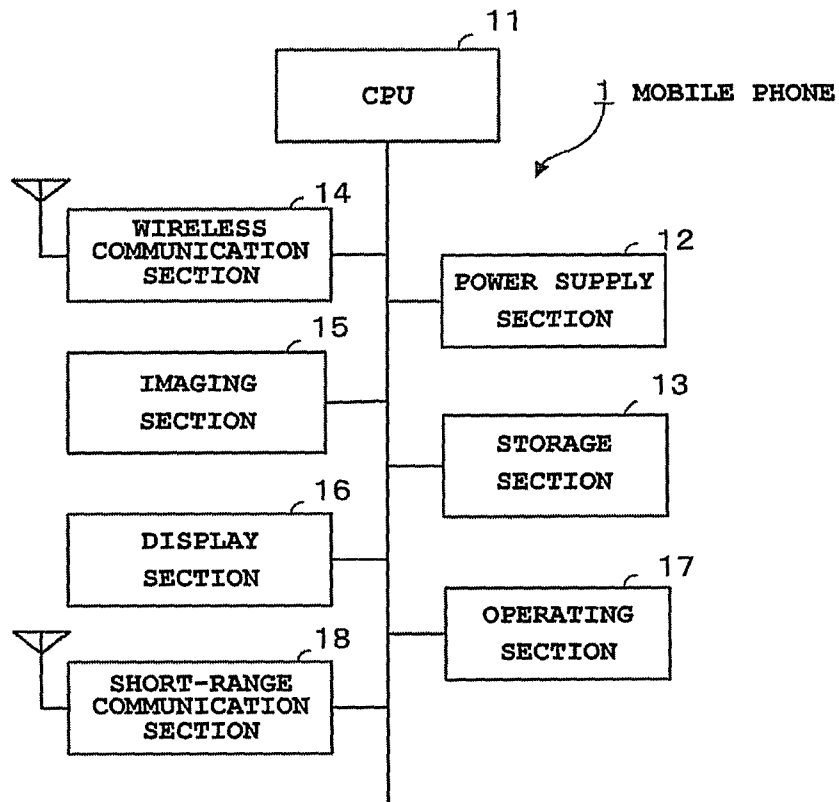 11
CPU
1 MOBILE PHONE
14
WIRELESS
COMMUNICATION
SECTION
12
POWER SUPPLY
SECTION
15
IMAGING
SECTION
13
STORAGE
SECTION
16
DISPLAY
SECTION
17
OPERATING
SECTION
18
SHORT-RANGE
COMMUNICATION
SECTION